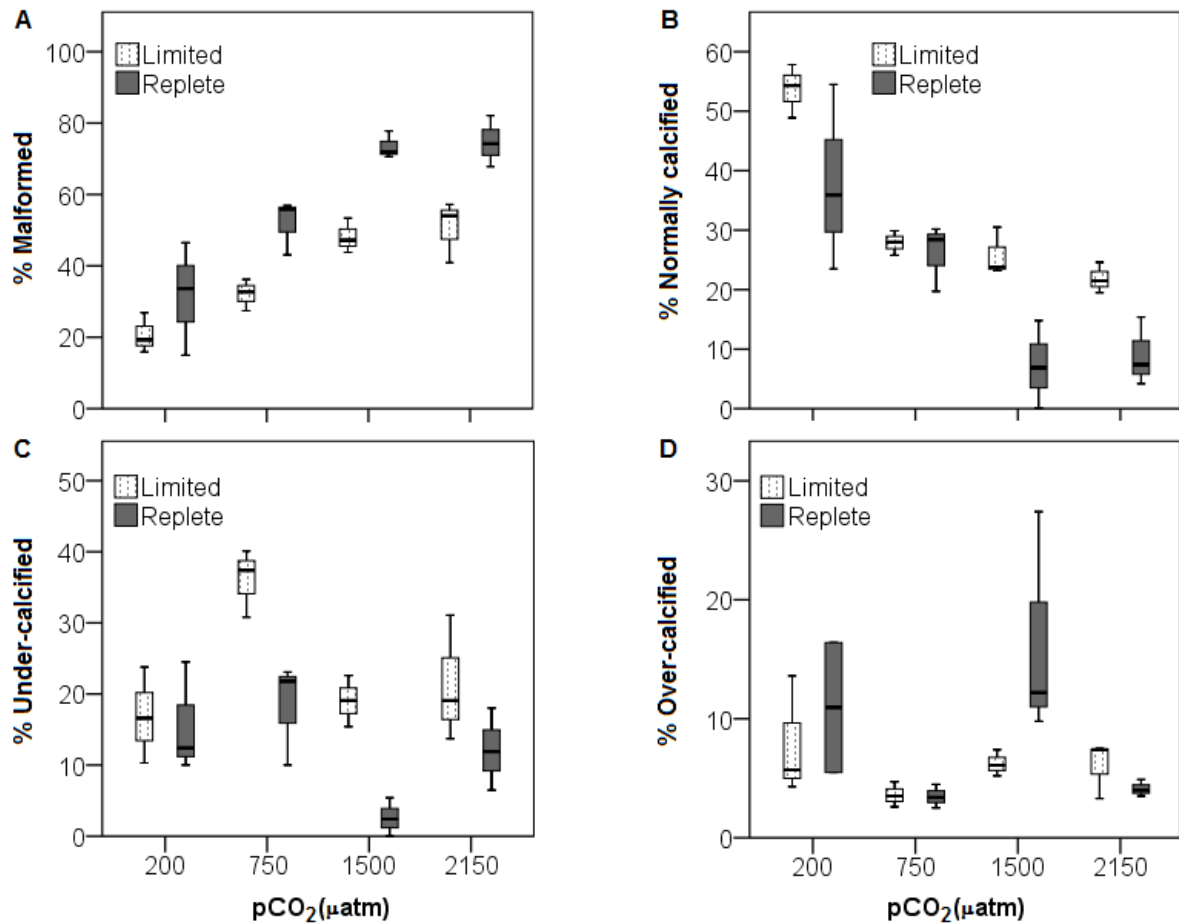 A
% Malformed
100
80
60
40
20
0
Limited
Replete
B
% Normally calcified
60
50
40
30
20
10
0
Limited
Replete
C
% Under-calcified
50
40
30
20
10
0
Limited
Replete
200 750 1500 2150
pCO₂(μatm)
D
% Over-calcified
30
20
10
0
Limited
Replete
200 750 1500 2150
pCO₂(μatm)